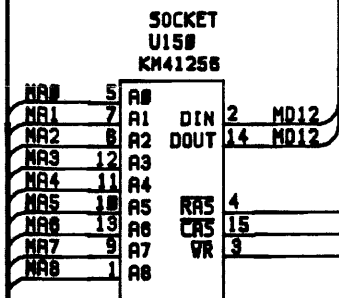 SOCKET
U150
KM41256
MA0 5 A0
MA1 7 A1 DIN 2 MD12
MA2 6 A2 DOUT 14 MD12
MA3 12 A3
MA4 11 A4
MA5 10 A5 RAS 4
MA6 13 A6 CAS 15
MA7 9 A7 WR 3
MA8 1 A8